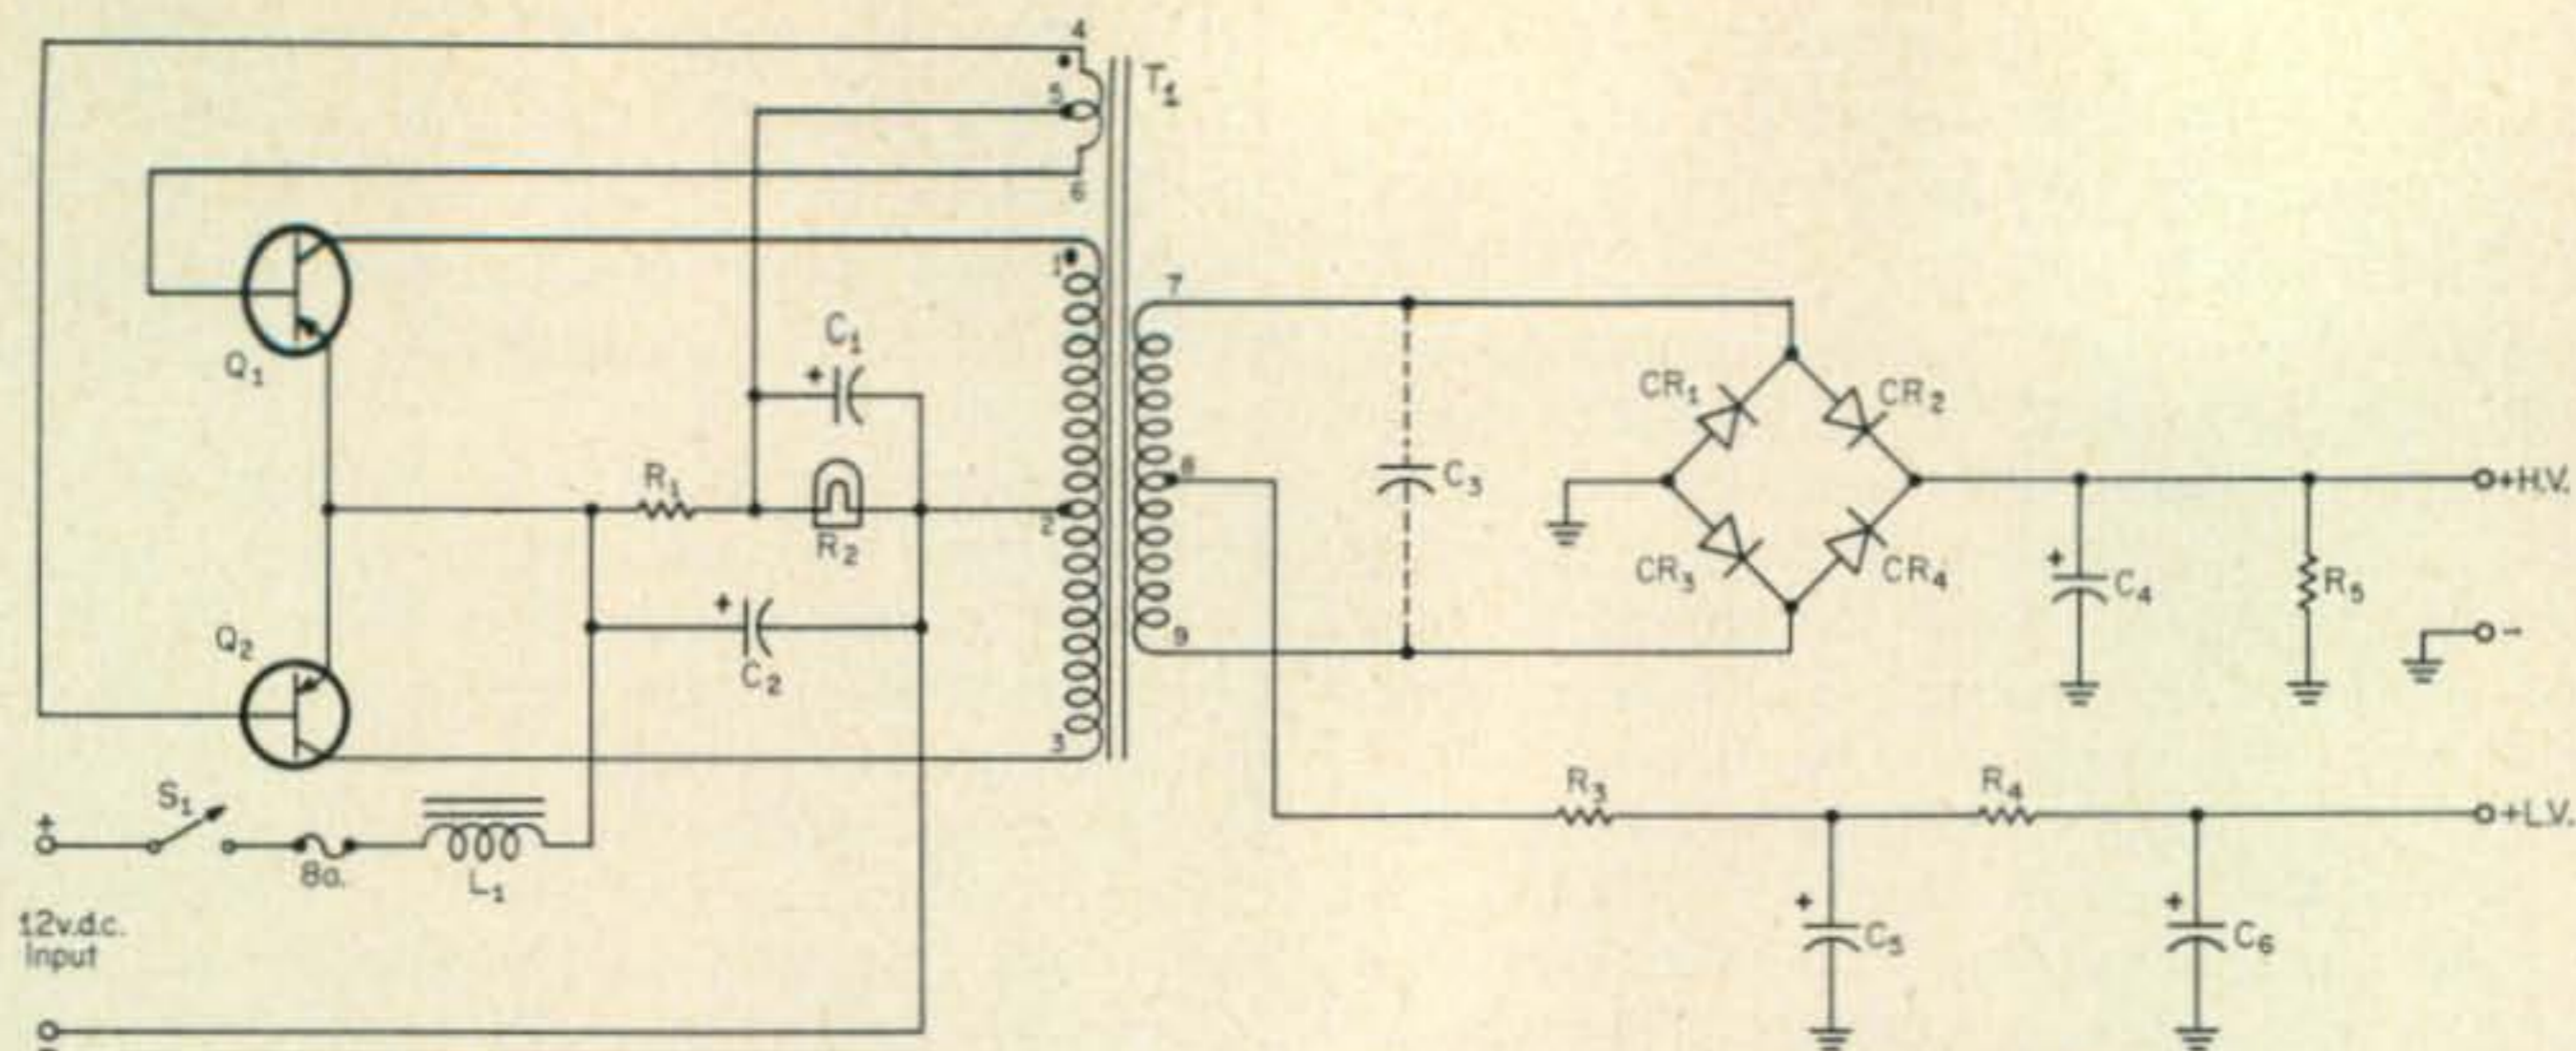 4
T1
5
6
1
Q1
C1
7
CR1
CR2
R1
8
C3
+H.V.
2
R2
CR3
CR4
+
C4
R5
Q2
+
C2
9
-
3
S1
R3
R4
+
+L.V.
8a.
L1
+
C5
+
C6
12v.d.c.
Input
+